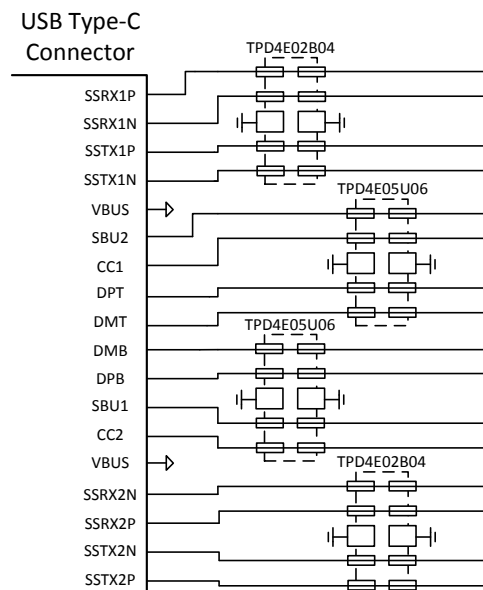 USB Type-C
Connector
TPD4E02B04
SSRX1P
SSRX1N
SSTX1P
SSTX1N
TPD4E05U06
VBUS
SBU2
CC1
DPT
DMT
TPD4E05U06
DMB
DPB
SBU1
CC2
VBUS
TPD4E02B04
SSRX2N
SSRX2P
SSTX2N
SSTX2P